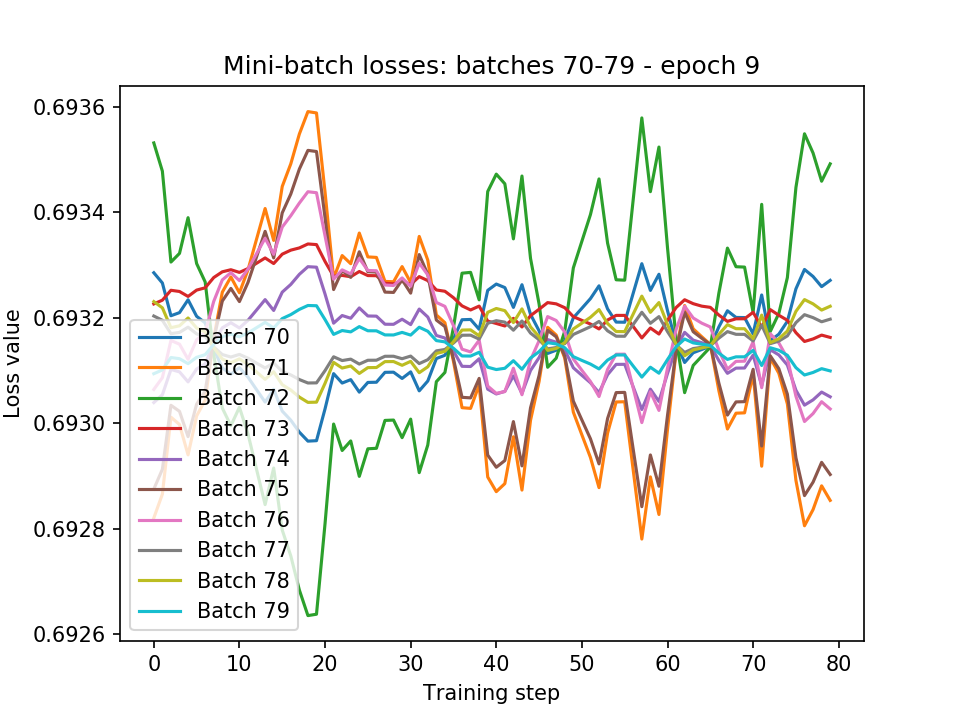 Mini-batch losses: batches 70-79 - epoch 9
0.6936
0.6934
0.6932
0.6930
0.6928
0.6926
Loss value
Batch 70
Batch 71
Batch 72
Batch 73
Batch 74
Batch 75
Batch 76
Batch 77
Batch 78
Batch 79
0 10 20 30 40 50 60 70 80
Training step